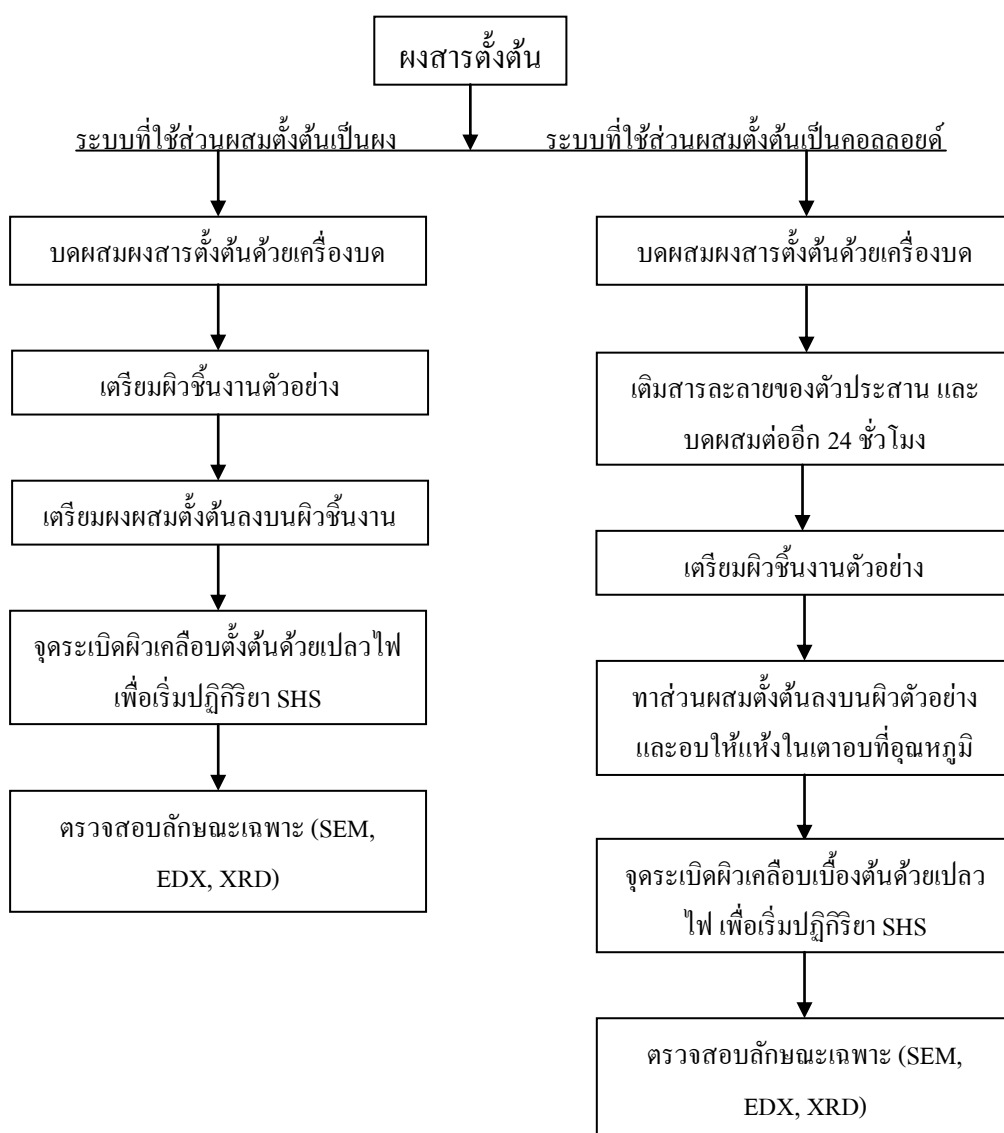 ผงสารตั้งต้น
ระบบที่ใช้ส่วนผสมตั้งต้นเป็นผง
ระบบที่ใช้ส่วนผสมตั้งต้นเป็นคอลลอยด์
บดผสมผงสารตั้งต้นด้วยเครื่องบด
เตรียมผิวชิ้นงานตัวอย่าง
เตรียมผงผสมตั้งต้นลงบนผิวชิ้นงาน
จุดระเบิดผิวเคลือบตั้งต้นด้วยเปลวไฟ
เพื่อเริ่มปฏิกิริยา SHS
ตรวจสอบลักษณะเฉพาะ (SEM,
EDX, XRD)
บดผสมผงสารตั้งต้นด้วยเครื่องบด
เติมสารละลายของตัวประสาน และ
บดผสมต่ออีก 24 ชั่วโมง
เตรียมผิวชิ้นงานตัวอย่าง
ทาส่วนผสมตั้งต้นลงบนผิวตัวอย่าง
และอบให้แห้งในเตาอบที่อุณหภูมิ
จุดระเบิดผิวเคลือบเบื้องต้นด้วยเปลว
ไฟ เพื่อเริ่มปฏิกิริยา SHS
ตรวจสอบลักษณะเฉพาะ (SEM,
EDX, XRD)